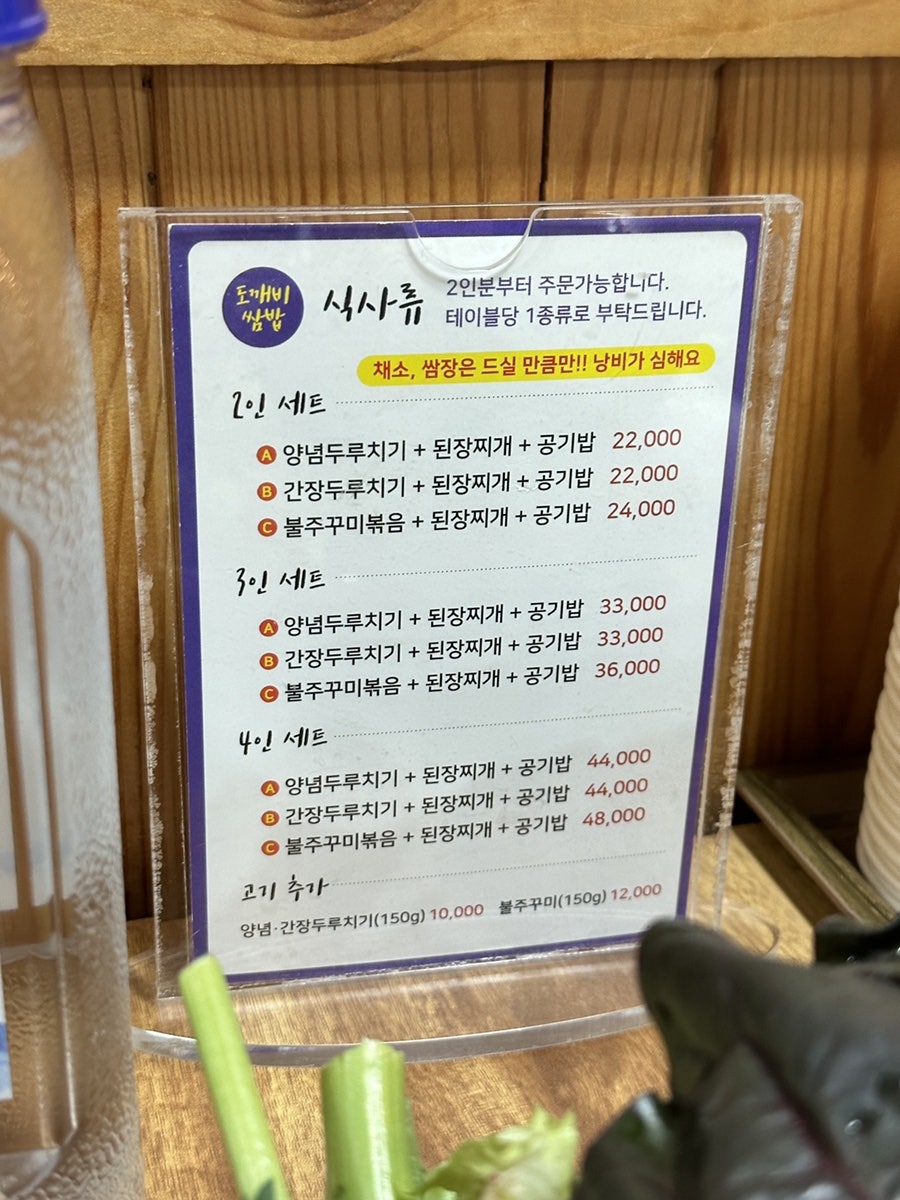 도깨비
쌈밥
식사류
2인분부터 주문가능합니다.
테이블당 1종류로 부탁드립니다.
채소, 쌈장은 드실 만큼만!! 낭비가 심해요
2인 세트
A 양념두루치기 + 된장찌개 + 공기밥 22,000
B 간장두루치기 + 된장찌개 + 공기밥 22,000
C 불주꾸미볶음 + 된장찌개 + 공기밥 24,000
3인 세트
A 양념두루치기 + 된장찌개 + 공기밥 33,000
B 간장두루치기 + 된장찌개 + 공기밥 33,000
C 불주꾸미볶음 + 된장찌개 + 공기밥 36,000
4인 세트
A 양념두루치기 + 된장찌개 + 공기밥 44,000
B 간장두루치기 + 된장찌개 + 공기밥 44,000
C 불주꾸미볶음 + 된장찌개 + 공기밥 48,000
고기 추가
양념·간장두루치기(150g) 10,000 불주꾸미(150g) 12,000